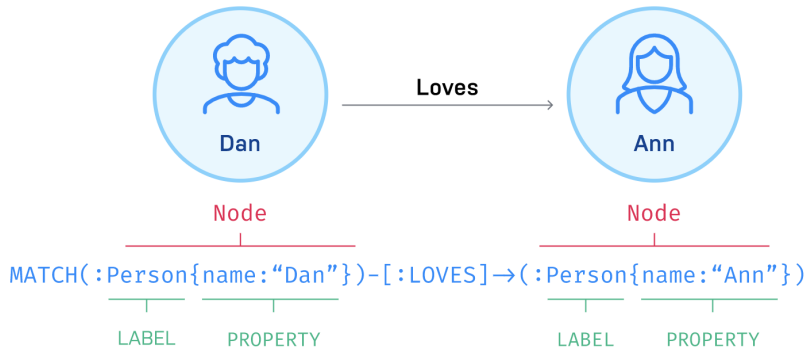 Loves
Dan Ann
Node Node
MATCH(:Person{name:“Dan”})-[:LOVES]→(:Person{name:“Ann”})
LABEL PROPERTY LABEL PROPERTY